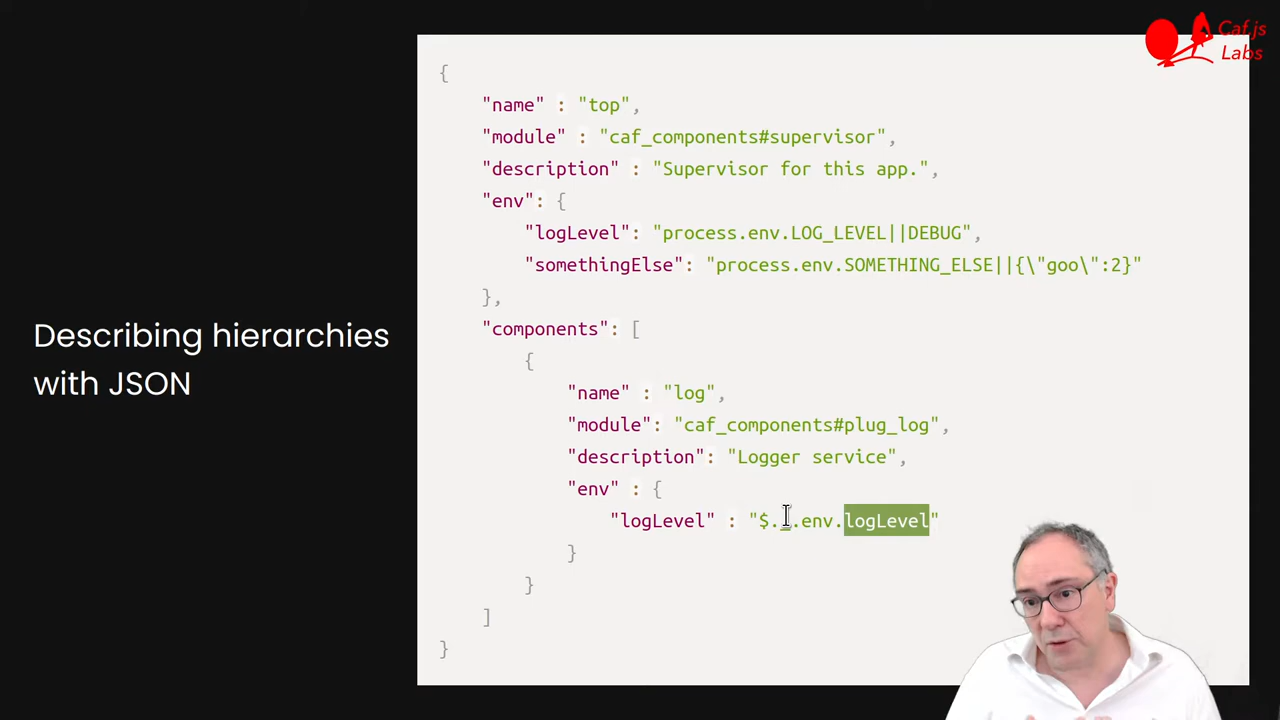 Caf.js
Labs
Describing hierarchies
with JSON
{
"name" : "top",
"module" : "caf_components#supervisor",
"description" : "Supervisor for this app.",
"env": {
"logLevel": "process.env.LOG_LEVEL||DEBUG",
"somethingElse": "process.env.SOMETHING_ELSE||{\"goo\":2}"
},
"components": [
{
"name" : "log",
"module": "caf_components#plug_log",
"description": "Logger service",
"env" : {
"logLevel" : "$._.env.logLevel"
}
}
]
}